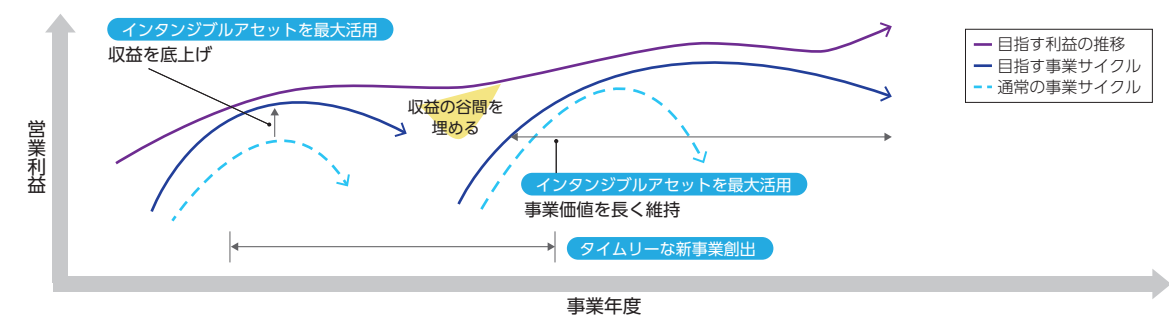 インタンジブルアセットを最大活用
収益を底上げ
目指す利益の推移
目指す事業サイクル
通常の事業サイクル
収益の谷間を
埋める
営業利益
インタンジブルアセットを最大活用
事業価値を長く維持
タイムリーな新事業創出
事業年度